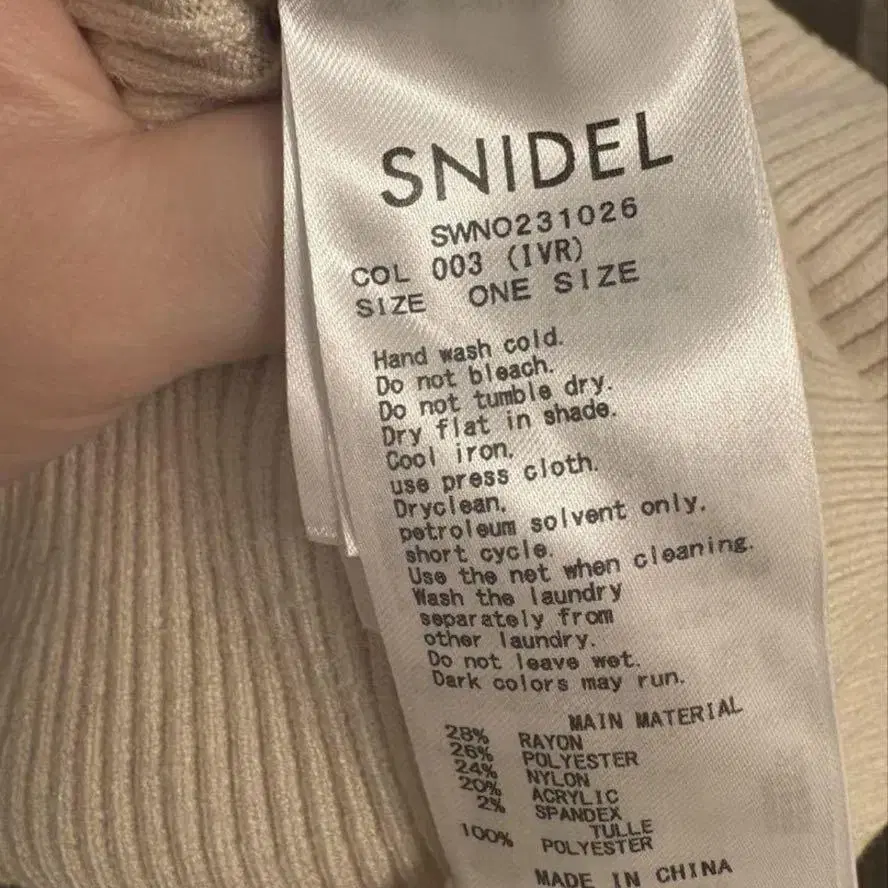 SNIDEL
SWNO231026
COL 003 (IVR)
SIZE ONE SIZE
Hand wash cold.
Do not bleach.
Do not tumble dry.
Dry flat in shade.
Cool iron.
use press cloth.
Dryclean.
petroleum solvent only.
short cycle.
Use the net when cleaning.
Wash the laundry
separately from
other laundry.
Do not leave wet.
Dark colors may run.
MAIN MATERIAL
28% RAYON
26% POLYESTER
24% NYLON
20% ACRYLIC
2% SPANDEX
TULLE
100% POLYESTER
MADE IN CHINA